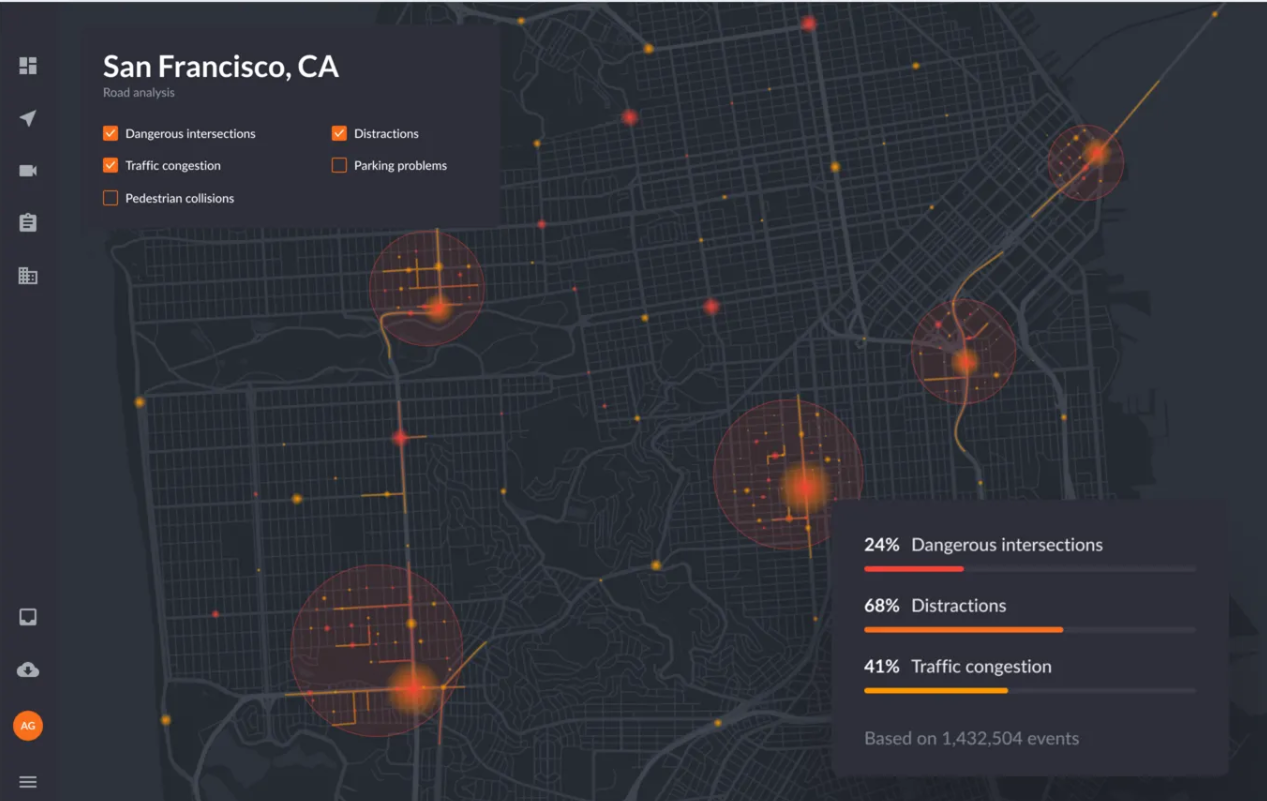 San Francisco, CA
Road analysis
Dangerous intersections
Distractions
Traffic congestion
Parking problems
Pedestrian collisions
24% Dangerous intersections
68% Distractions
41% Traffic congestion
Based on 1,432,504 events
AG